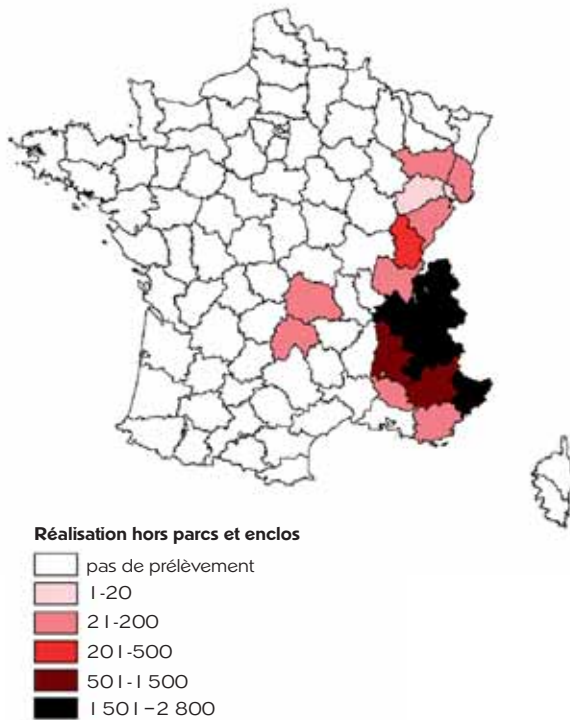 Réalisation hors parcs et enclos
pas de prélèvement
1-20
21-200
201-500
501-1 500
1 501-2 800